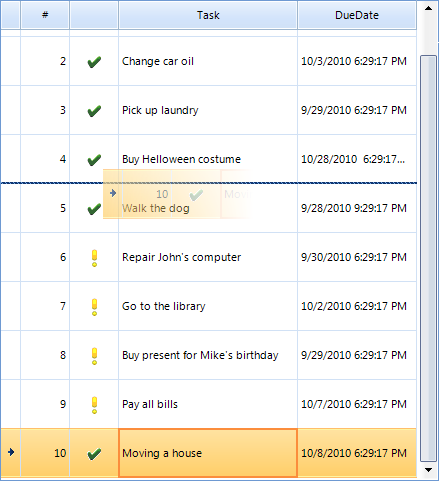 # Task DueDate
2 Change car oil 10/3/2010 6:29:17 PM
3 Pick up laundry 9/29/2010 6:29:17 PM
4 Buy Helloween costume 10/28/2010 6:29:17...
10 Mo
5 Walk the dog 9/28/2010 9:29:17 PM
6 Repair John's computer 9/30/2010 6:29:17 PM
7 Go to the library 10/2/2010 6:29:17 PM
8 Buy present for Mike's birthday 9/29/2010 6:29:17 PM
9 Pay all bills 10/7/2010 6:29:17 PM
10 Moving a house 10/8/2010 6:29:17 PM